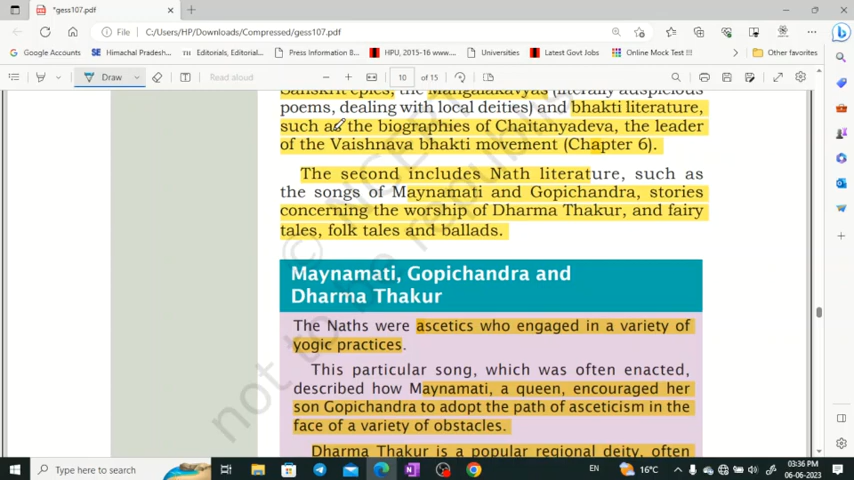 *gess107.pdf
File
C:/Users/HP/Downloads/Compressed/gess107.pdf
Google Accounts
Himachal Pradesh...
Editorials, Editorial...
Press Information B...
HPU, 2015-16 www....
Universities
Latest Govt Jobs
Online Mock Test !!!
Other favorites
Draw
Read aloud
10 of 15
Sanskrit epics, the Mangalakavyas (literally auspicious
poems, dealing with local deities) and bhakti literature,
such as the biographies of Chaitanyadeva, the leader
of the Vaishnava bhakti movement (Chapter 6).
The second includes Nath literature, such as
the songs of Maynamati and Gopichandra, stories
concerning the worship of Dharma Thakur, and fairy
tales, folk tales and ballads.
Maynamati, Gopichandra and
Dharma Thakur
The Naths were ascetics who engaged in a variety of
yogic practices.
This particular song, which was often enacted,
described how Maynamati, a queen, encouraged her
son Gopichandra to adopt the path of asceticism in the
face of a variety of obstacles.
Dharma Thakur is a popular regional deity, often
Type here to search
EN
16°C
03:36 PM
06-06-2023